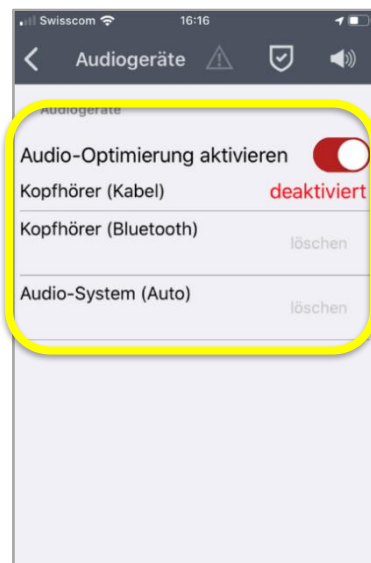 Swisscom 16:16
Audiogeräte
Audiogeräte
Audio-Optimierung aktivieren
Kopfhörer (Kabel) deaktiviert
Kopfhörer (Bluetooth)
löschen
Audio-System (Auto)
löschen